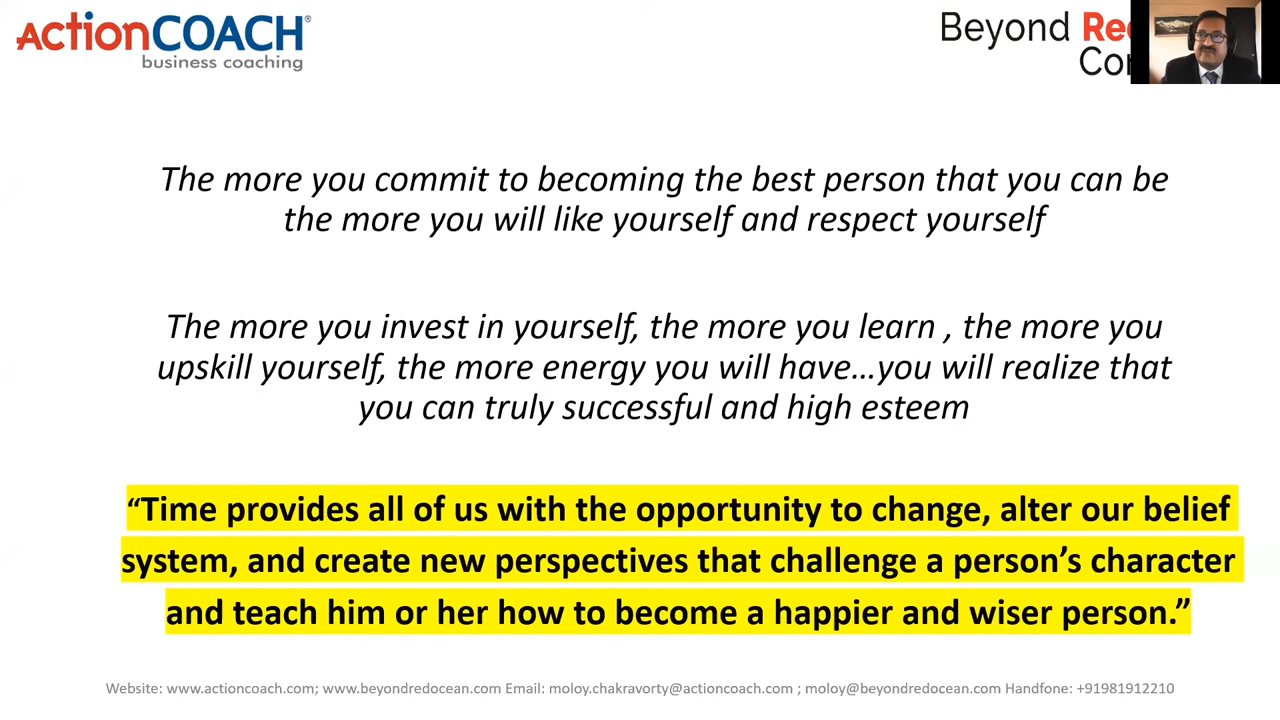 ActionCOACH®
business coaching
Beyond
The more you commit to becoming the best person that you can be
the more you will like yourself and respect yourself
The more you invest in yourself, the more you learn , the more you
upskill yourself, the more energy you will have…you will realize that
you can truly successful and high esteem
“Time provides all of us with the opportunity to change, alter our belief
system, and create new perspectives that challenge a person’s character
and teach him or her how to become a happier and wiser person.”
Website: www.actioncoach.com; www.beyondredocean.com Email: moloy.chakravorty@actioncoach.com ; moloy@beyondredocean.com Handfone: +91981912210